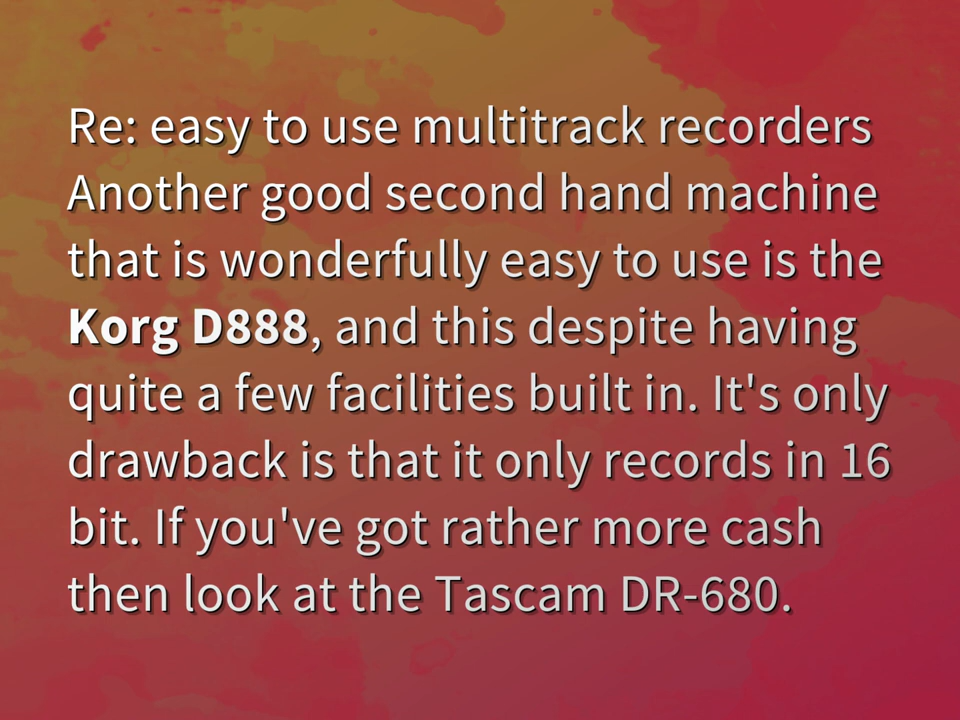 Re: easy to use multitrack recorders
Another good second hand machine
that is wonderfully easy to use is the
Korg D888, and this despite having
quite a few facilities built in. It's only
drawback is that it only records in 16
bit. If you've got rather more cash
then look at the Tascam DR-680.